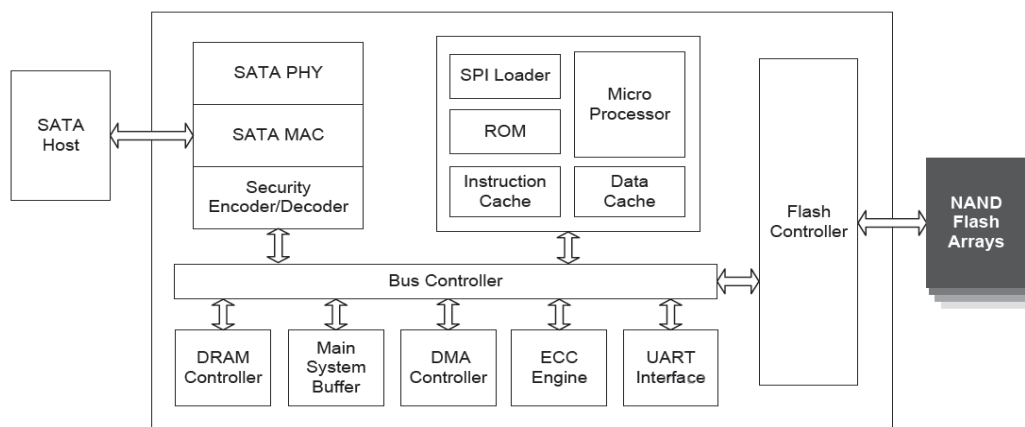 SATA
Host
SATA PHY
SATA MAC
Security
Encoder/Decoder
SPI Loader
ROM
Instruction
Cache
Micro
Processor
Data
Cache
Flash
Controller
NAND
Flash
Arrays
Bus Controller
DRAM
Controller
Main
System
Buffer
DMA
Controller
ECC
Engine
UART
Interface